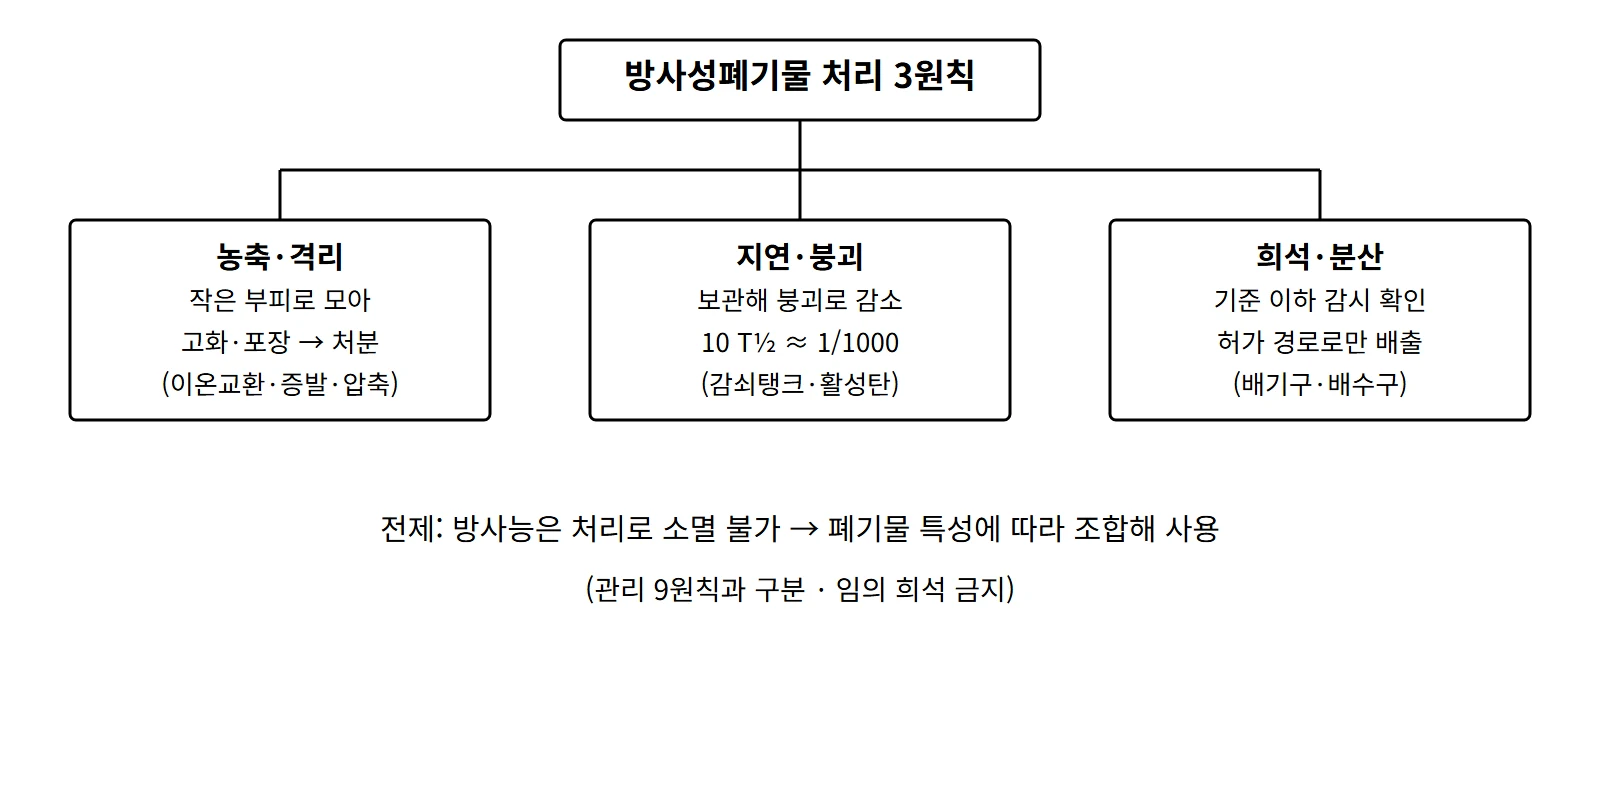 방사성폐기물 처리 3원칙
농축·격리
작은 부피로 모아
고화·포장 → 처분
(이온교환·증발·압축)
지연·붕괴
보관해 붕괴로 감소
10 T½ ≈ 1/1000
(감쇠탱크·활성탄)
희석·분산
기준 이하 감시 확인
허가 경로로만 배출
(배기구·배수구)
전제: 방사능은 처리로 소멸 불가 → 폐기물 특성에 따라 조합해 사용
(관리 9원칙과 구분 · 임의 희석 금지)